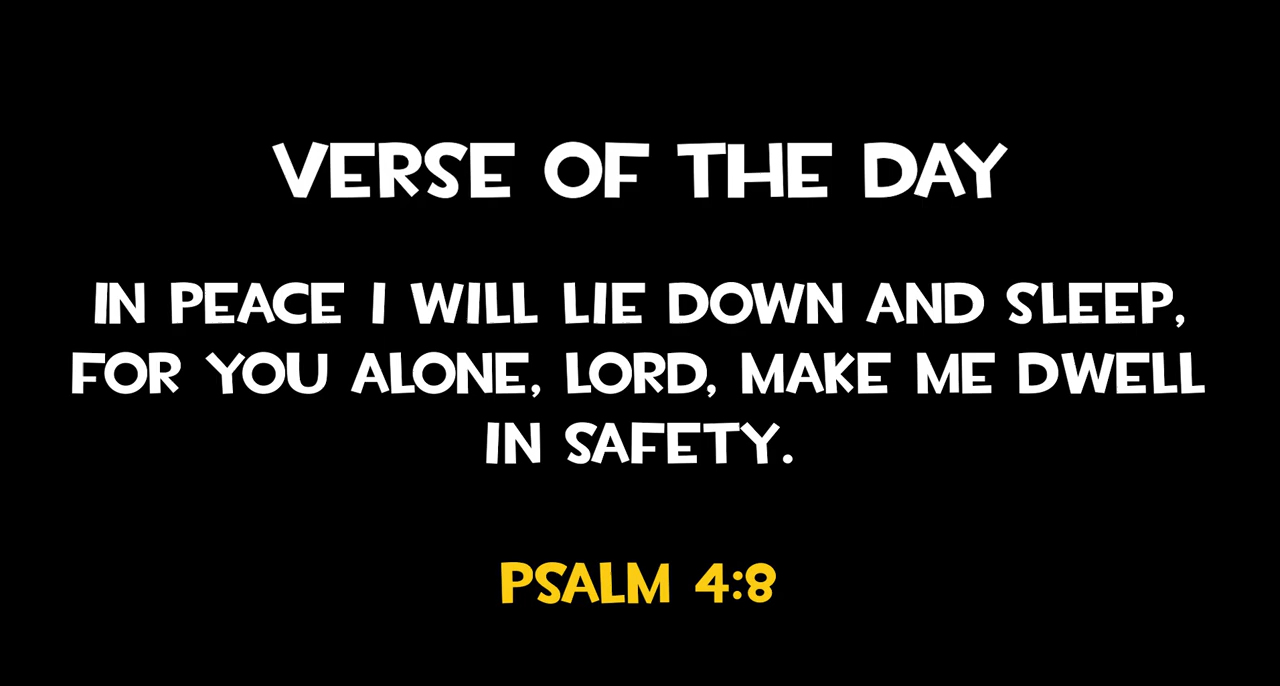 VERSE OF THE DAY
IN PEACE I WILL LIE DOWN AND SLEEP,
FOR YOU ALONE, LORD, MAKE ME DWELL
IN SAFETY.
PSALM 4:8